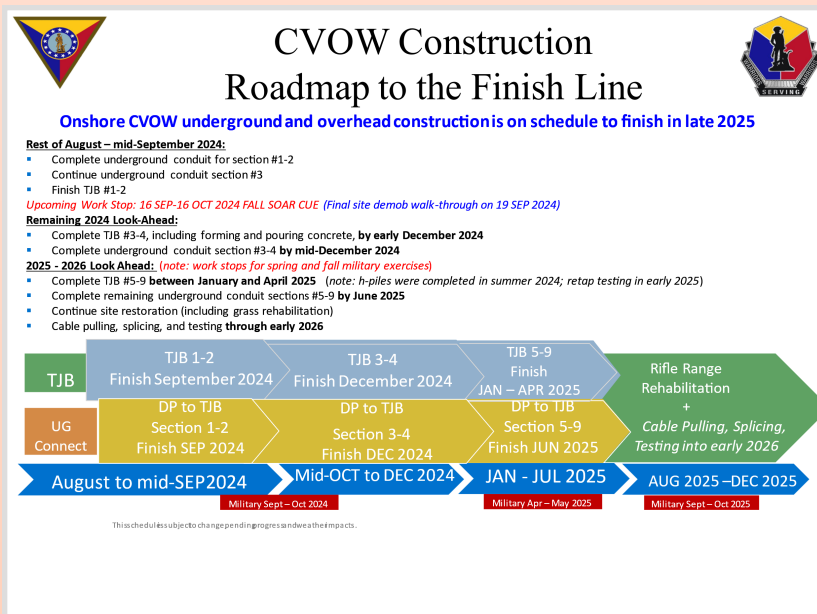 CVOW Construction
Roadmap to the Finish Line
Onshore CVOW underground and overhead construction is on schedule to finish in late 2025
Rest of August – mid-September 2024:
▪ Complete underground conduit for section #1-2
▪ Continue underground conduit section #3
▪ Finish TJB #1-2
Upcoming Work Stop: 16 SEP-16 OCT 2024 FALL SOAR CUE (Final site demob walk-through on 19 SEP 2024)
Remaining 2024 Look-Ahead:
▪ Complete TJB #3-4, including forming and pouring concrete, by early December 2024
▪ Complete underground conduit section #3-4 by mid-December 2024
2025 - 2026 Look Ahead: (note: work stops for spring and fall military exercises)
▪ Complete TJB #5-9 between January and April 2025 (note: h-piles were completed in summer 2024; retap testing in early 2025)
▪ Complete remaining underground conduit sections #5-9 by June 2025
▪ Continue site restoration (including grass rehabilitation)
▪ Cable pulling, splicing, and testing through early 2026
TJB
TJB 1-2
Finish September 2024
TJB 3-4
Finish December 2024
TJB 5-9
Finish
JAN – APR 2025
Rifle Range
Rehabilitation
+
Cable Pulling, Splicing,
Testing into early 2026
UG
Connect
DP to TJB
Section 1-2
Finish SEP 2024
DP to TJB
Section 3-4
Finish DEC 2024
DP to TJB
Section 5-9
Finish JUN 2025
August to mid-SEP 2024
Mid-OCT to DEC 2024
JAN - JUL 2025
AUG 2025 –DEC 2025
Military Sept – Oct 2024
Military Apr – May 2025
Military Sept – Oct 2025
This schedule is subject to change pending progress and weather impacts.
SERVING